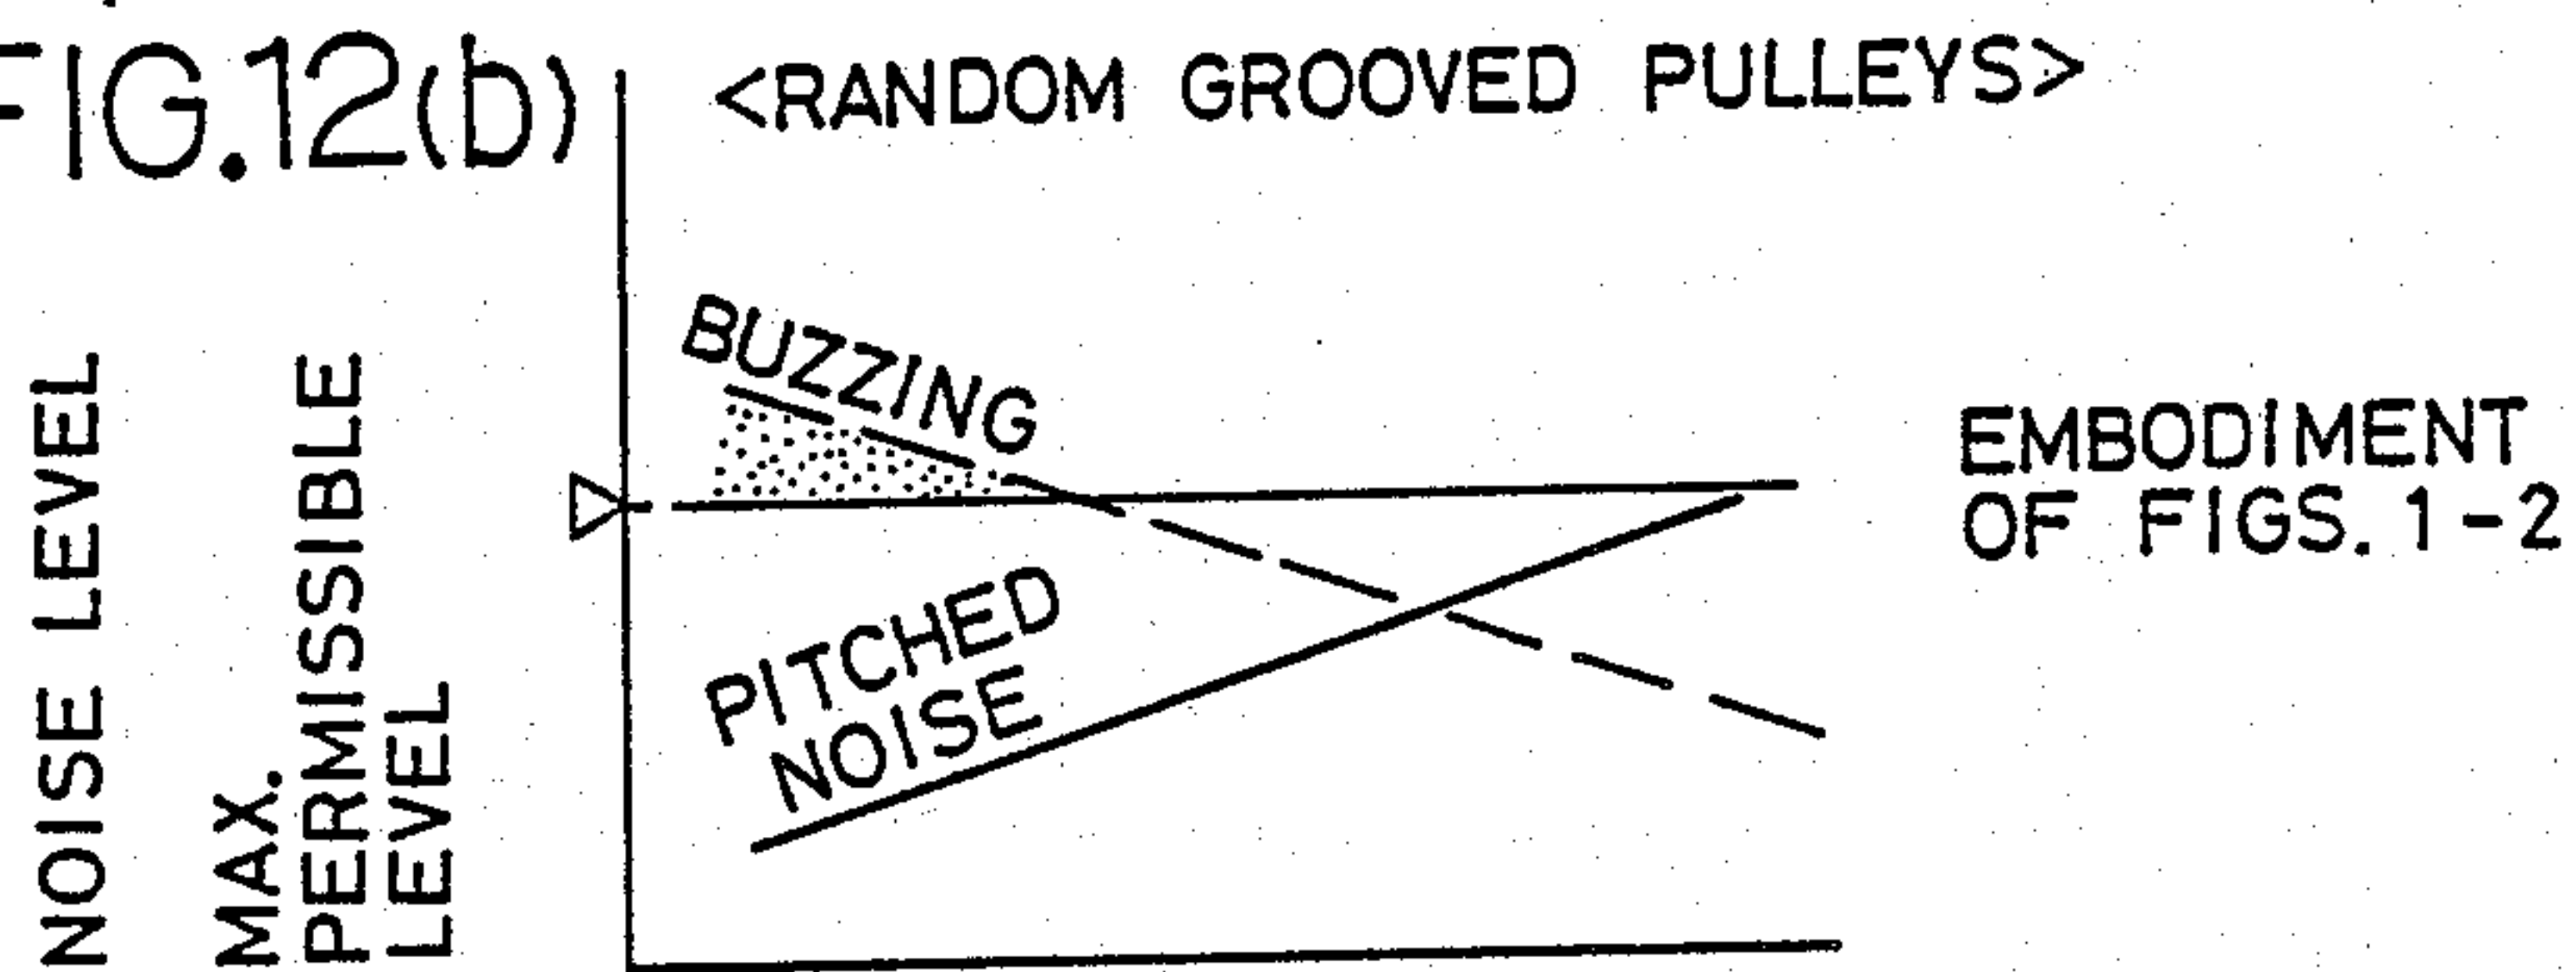 FIG.12(b)
<RANDOM GROOVED PULLEYS>
NOISE LEVEL
MAX.
PERMISSIBLE
LEVEL
BUZZING
PITCHED
NOISE
EMBODIMENT
OF FIGS. 1-2